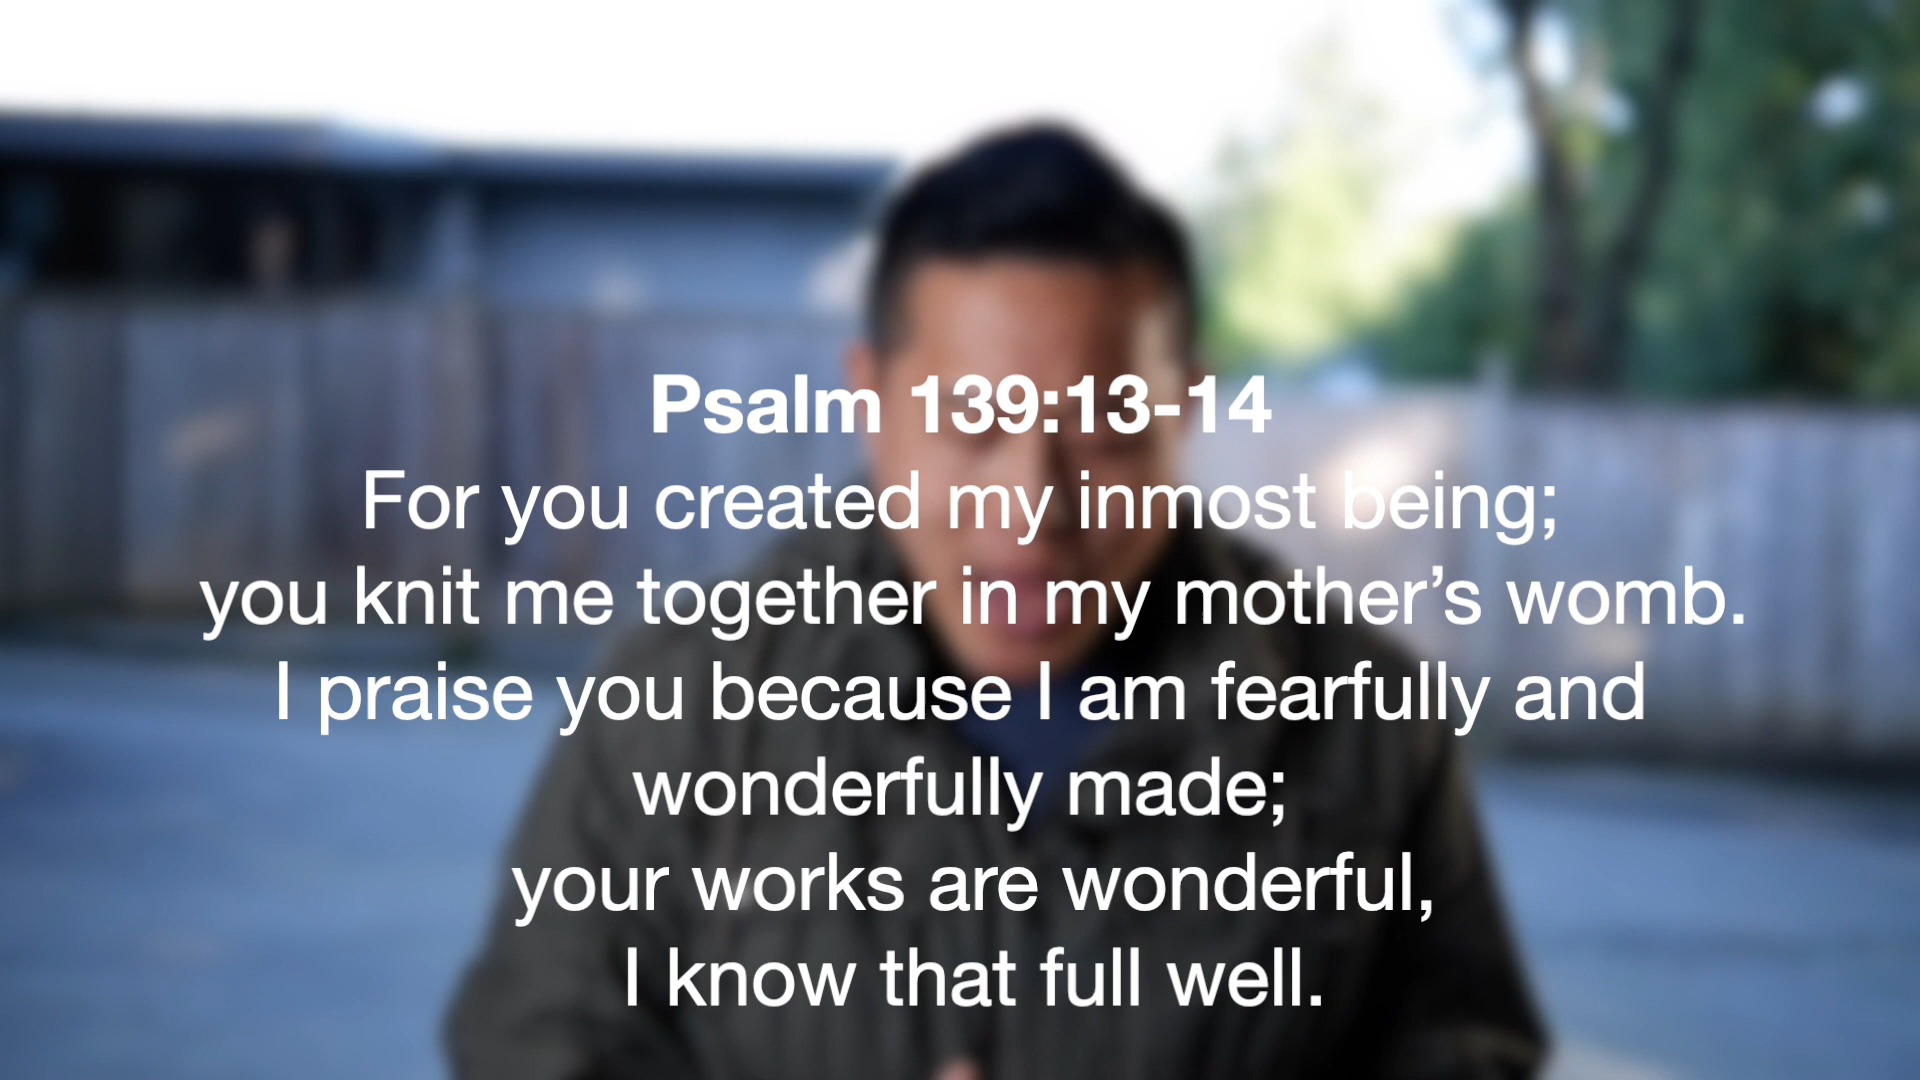 Psalm 139:13-14
For you created my inmost being;
you knit me together in my mother’s womb.
I praise you because I am fearfully and
wonderfully made;
your works are wonderful,
I know that full well.